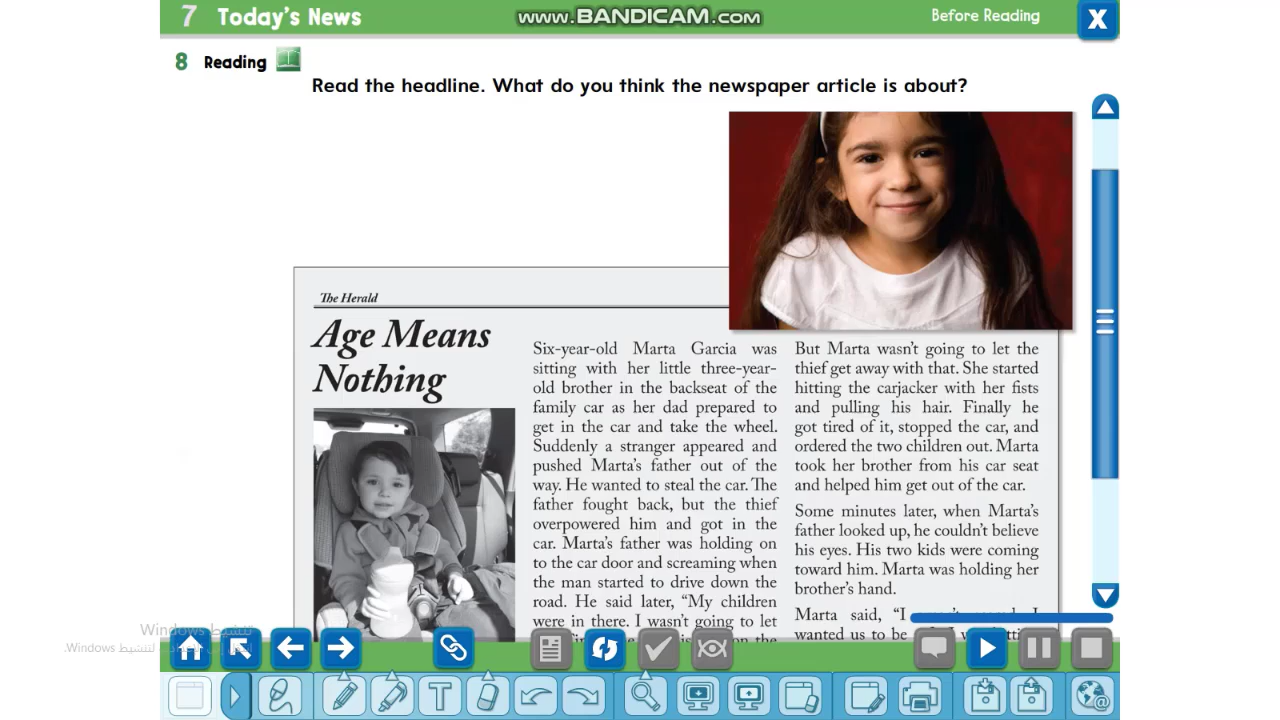 7 Today's News
www.BANDICAM.com
Before Reading
X
8 Reading
Read the headline. What do you think the newspaper article is about?
The Herald
Age Means
Nothing
Six-year-old Marta Garcia was
sitting with her little three-year-
old brother in the backseat of the
family car as her dad prepared to
get in the car and take the wheel.
Suddenly a stranger appeared and
pushed Marta's father out of the
way. He wanted to steal the car. The
father fought back, but the thief
overpowered him and got in the
car. Marta's father was holding on
to the car door and screaming when
the man started to drive down the
road. He said later, “My children
were in there. I wasn't going to let
But Marta wasn't going to let the
thief get away with that. She started
hitting the carjacker with her fists
and pulling his hair. Finally he
got tired of it, stopped the car, and
ordered the two children out. Marta
took her brother from his car seat
and helped him get out of the car.
Some minutes later, when Marta's
father looked up, he couldn't believe
his eyes. His two kids were coming
toward him. Marta was holding her
brother's hand.
Marta said, “I
wanted us to be
تنشيط Windows
لتنشيط Windows.
T